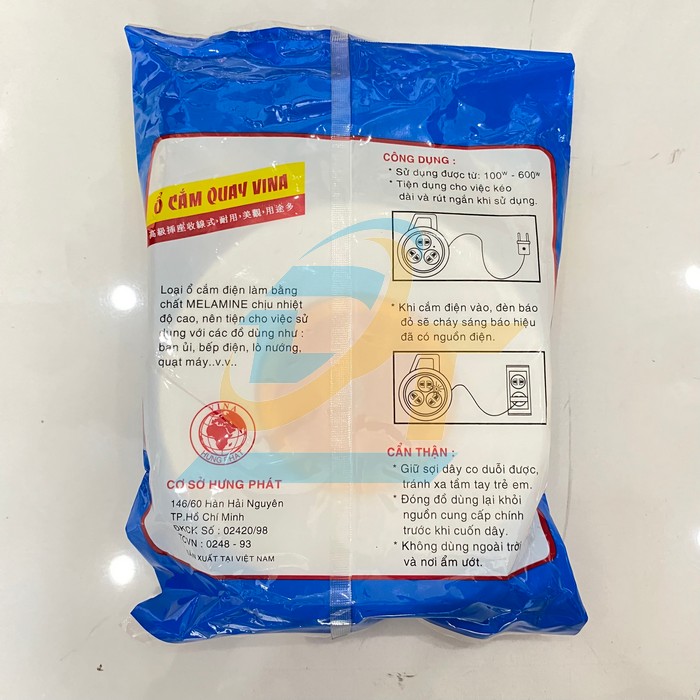 Ổ CẮM QUAY VINA
高級揷座收線式,耐用,美觀,用途多
Loại ổ cắm điện làm bằng
chất MELAMINE chịu nhiệt
độ cao, nên tiện cho việc sử
dụng với các đồ dùng như :
bàn ủi, bếp điện, lò nướng,
quạt máy..v.v..
VINA
HƯNG PHÁT
CƠ SỞ HƯNG PHÁT
146/60 Hàn Hải Nguyên
TP.Hồ Chí Minh
ĐKCK Số : 02420/98
TCVN : 0248 - 93
SẢN XUẤT TẠI VIỆT NAM
CÔNG DỤNG :
* Sử dụng được từ: 100W - 600W
* Tiện dụng cho việc kéo
dài và rút ngắn khi sử dụng.
* Khi cắm điện vào, đèn báo
đỏ sẽ cháy sáng báo hiệu
đã có nguồn điện.
CẨN THẬN :
* Giữ sợi dây co duỗi được,
tránh xa tầm tay trẻ em.
* Đóng đồ dùng lại khỏi
nguồn cung cấp chính
trước khi cuốn dây.
* Không dùng ngoài trời
và nơi ẩm ướt.